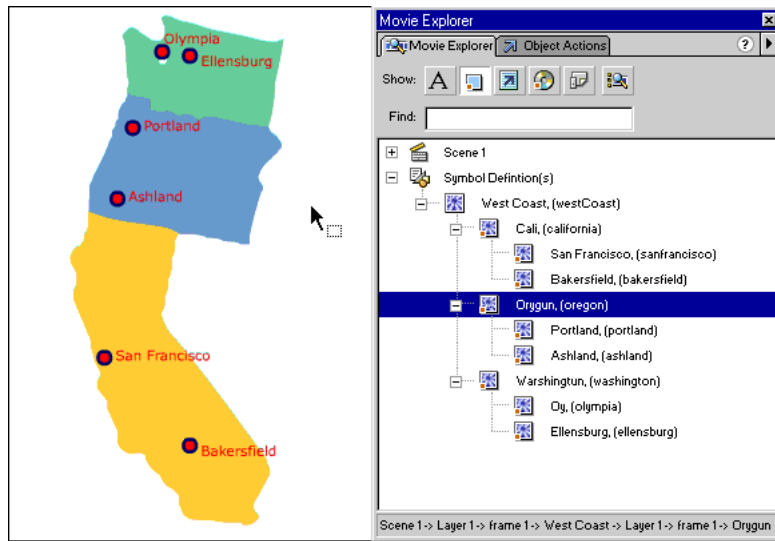 Olympia
Ellensburg
Portland
Ashland
San Francisco
Bakersfield
Movie Explorer
Movie Explorer
Object Actions
?
Show:
A
Find:
Scene 1
Symbol Defintion(s)
West Coast, (westCoast)
Cali, (california)
San Francisco, (sanfrancisco)
Bakersfield, (bakersfield)
Orygun, (oregon)
Portland, (portland)
Ashland, (ashland)
Warshingtun, (washington)
Oy, (olympia)
Ellensburg, (ellensburg)
Scene 1-> Layer 1-> frame 1-> West Coast-> Layer 1-> frame 1-> Orygun